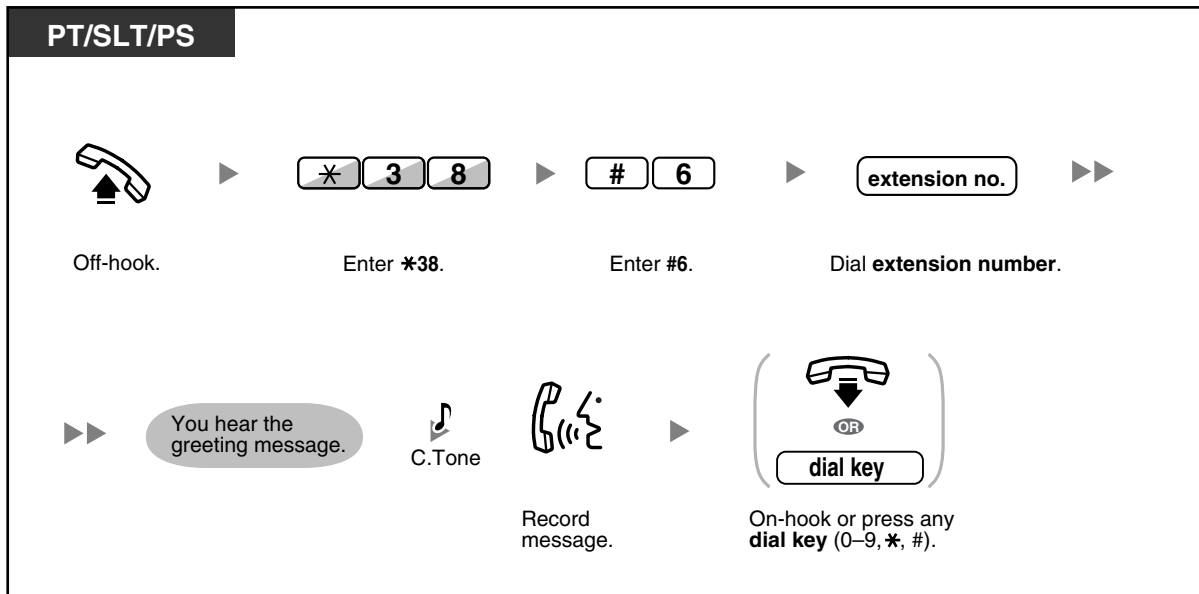 PT/SLT/PS
✱ 3 8
# 6
extension no.
Off-hook.
Enter ✱38.
Enter #6.
Dial extension number.
You hear the
greeting message.
C.Tone
Record
message.
OR
dial key
On-hook or press any
dial key (0–9, ✱, #).